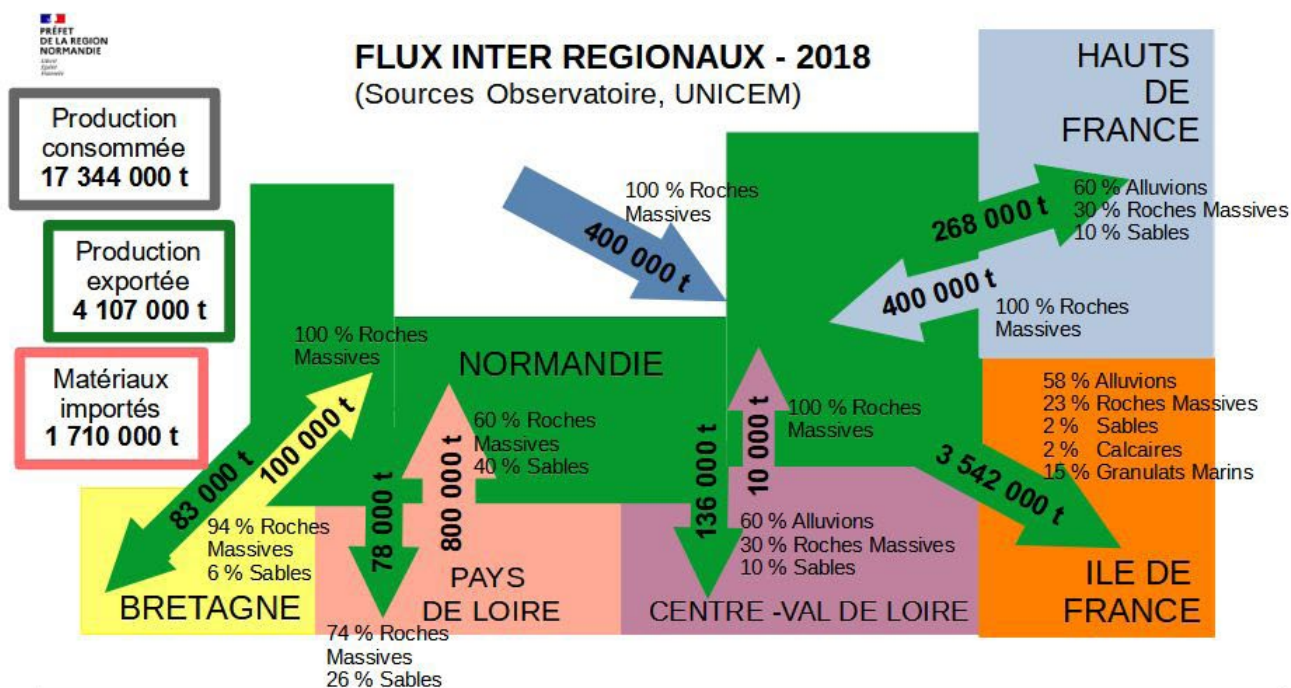 PRÉFET
DE LA REGION
NORMANDIE
Liberté
Égalité
Fraternité
FLUX INTER REGIONAUX - 2018
(Sources Observatoire, UNICEM)
Production
consommée
17 344 000 t
Production
exportée
4 107 000 t
Matériaux
importés
1 710 000 t
HAUTS
DE
FRANCE
100 % Roches
Massives
400 000 t
60 % Alluvions
30 % Roches Massives
10 % Sables
268 000 t
400 000 t
100 % Roches
Massives
100 % Roches
Massives
NORMANDIE
60 % Roches
Massives
40 % Sables
100 % Roches
Massives
58 % Alluvions
23 % Roches Massives
2 % Sables
2 % Calcaires
15 % Granulats Marins
83 000 t
100 000 t
78 000 t
800 000 t
136 000 t
10 000 t
3 542 000 t
94 % Roches
Massives
6 % Sables
60 % Alluvions
30 % Roches Massives
10 % Sables
BRETAGNE
PAYS
DE LOIRE
CENTRE -VAL DE LOIRE
ILE DE
FRANCE
74 % Roches
Massives
26 % Sables